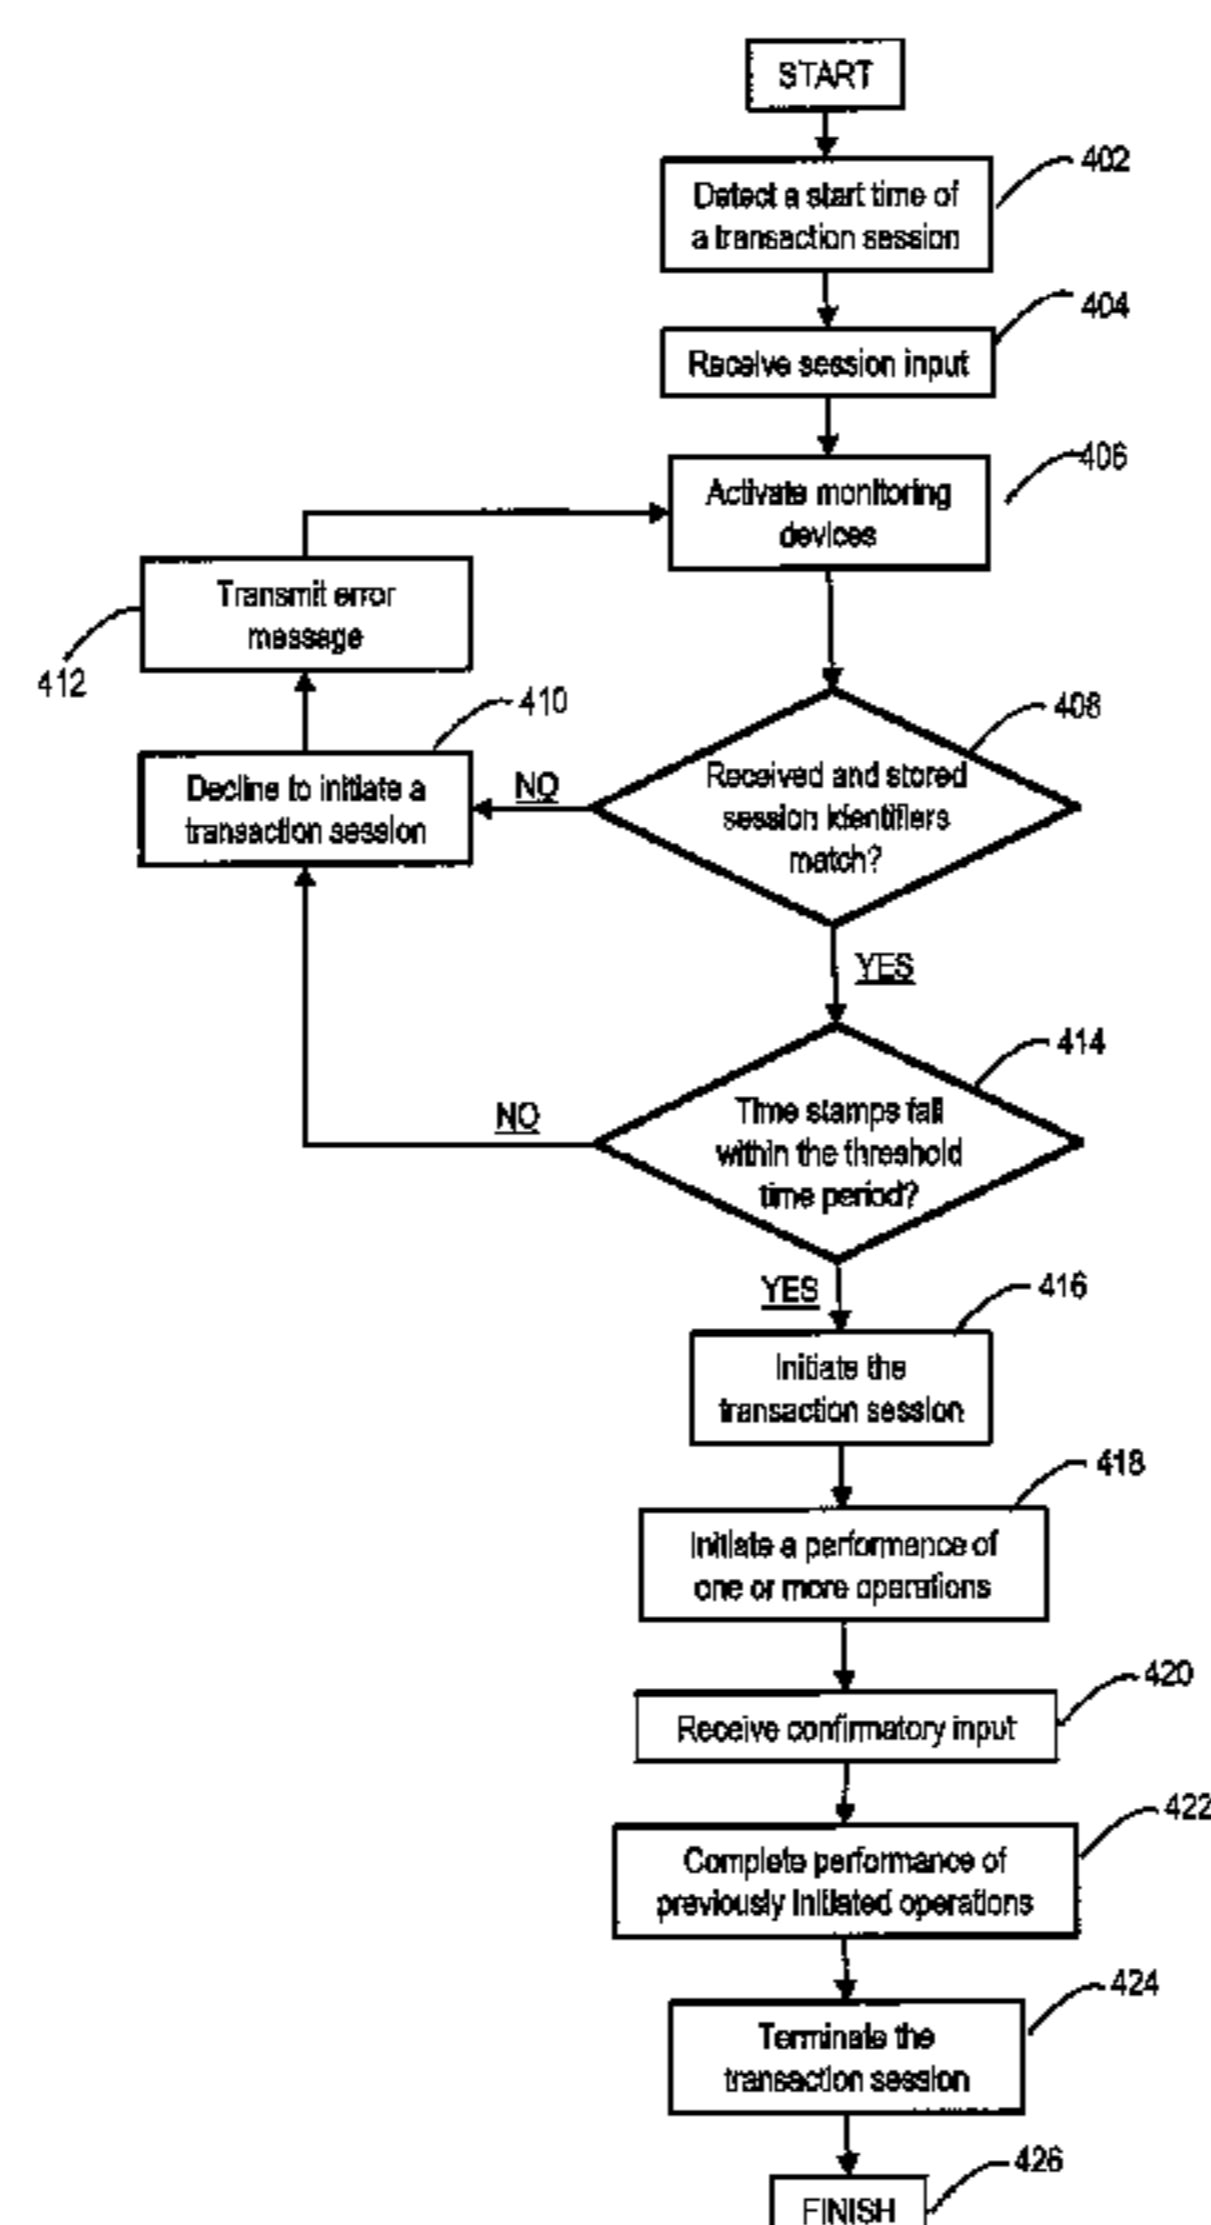 START
402
Detect a start time of
a transaction session
404
Receive session input
406
Activate monitoring
devices
Transmit error
message
412
410
Decline to initiate a
transaction session
NO
408
Received and stored
session identifiers
match?
YES
414
NO
Time stamps fall
within the threshold
time period?
YES
416
Initiate the
transaction session
418
Initiate a performance of
one or more operations
420
Receive confirmatory input
422
Complete performance of
previously initiated operations
424
Terminate the
transaction session
426
FINISH